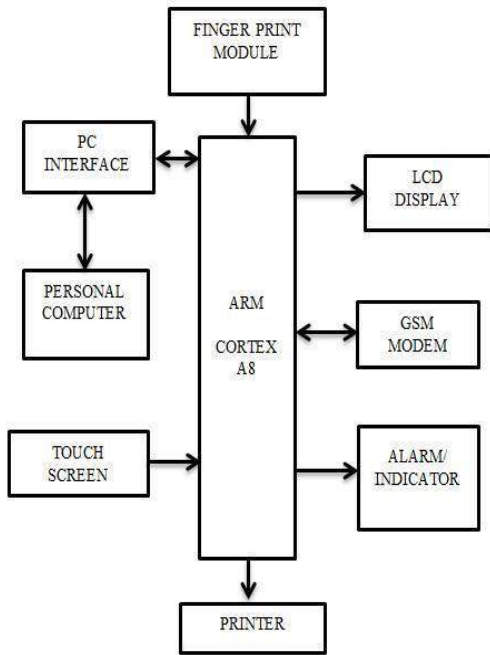 FINGER PRINT
MODULE
PC
INTERFACE
LCD
DISPLAY
PERSONAL
COMPUTER
ARM
CORTEX
A8
GSM
MODEM
TOUCH
SCREEN
ALARM/
INDICATOR
PRINTER